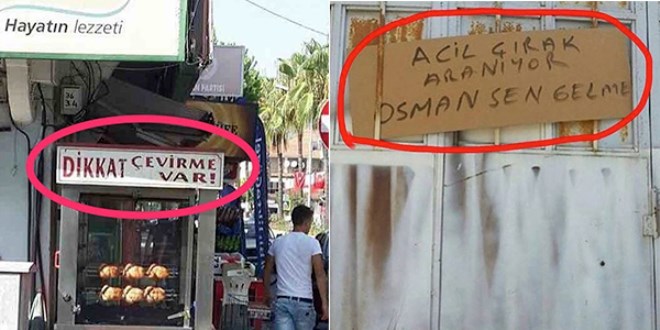 Hayatın lezzeti
DİKKAT ÇEVİRME
VAR!
ACİL ÇIRAK
ARANIYOR
OSMAN SEN GELME